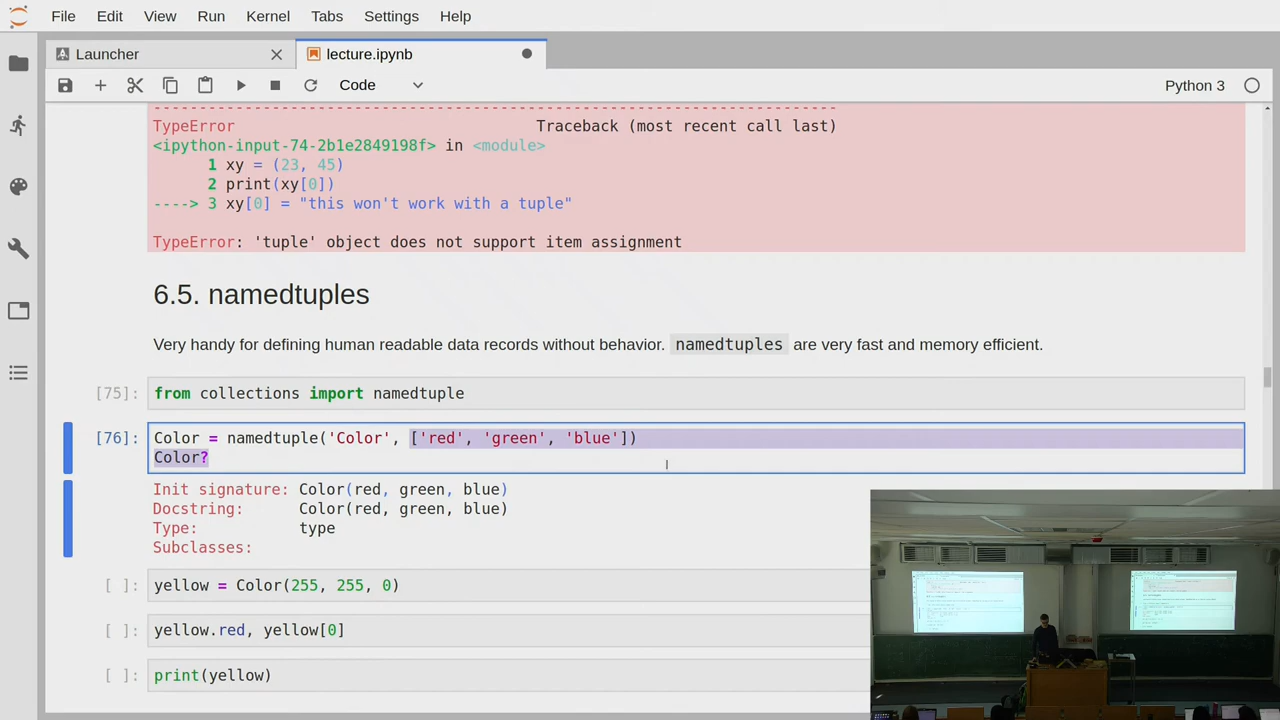 File Edit View Run Kernel Tabs Settings Help
Launcher
lecture.ipynb
Code
Python 3
---------------------------------------------------------------------------
TypeError Traceback (most recent call last)
<ipython-input-74-2b1e2849198f> in <module>
1 xy = (23, 45)
2 print(xy[0])
----> 3 xy[0] = "this won't work with a tuple"
TypeError: 'tuple' object does not support item assignment
6.5. namedtuples
Very handy for defining human readable data records without behavior. namedtuples are very fast and memory efficient.
[75]: from collections import namedtuple
[76]: Color = namedtuple('Color', ['red', 'green', 'blue'])
Color?
Init signature: Color(red, green, blue)
Docstring: Color(red, green, blue)
Type: type
Subclasses:
[ ]: yellow = Color(255, 255, 0)
[ ]: yellow.red, yellow[0]
[ ]: print(yellow)